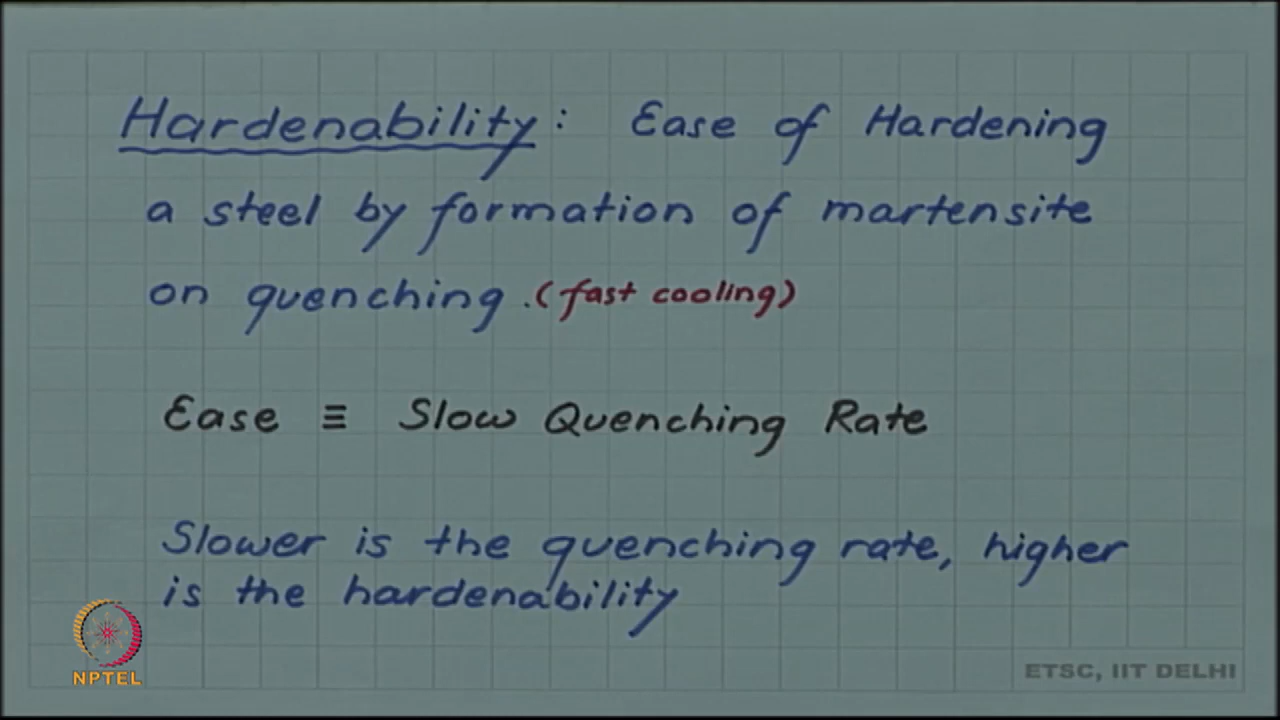 Hardenability: Ease of Hardening
a steel by formation of martensite
on quenching. (fast cooling)
Ease ≡ Slow Quenching Rate
Slower is the quenching rate, higher
is the hardenability
NPTEL
ETSC, IIT DELHI